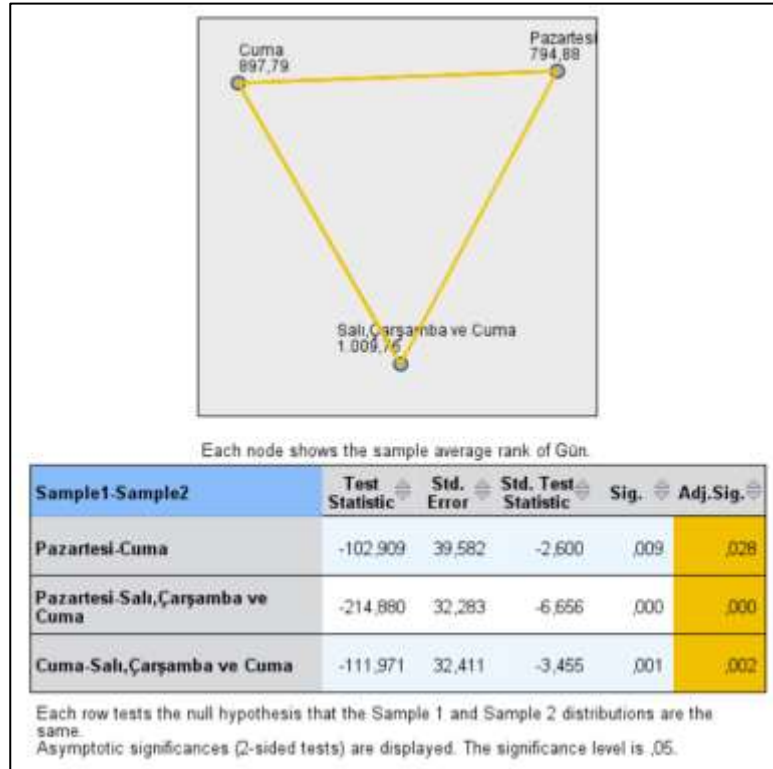 Cuma
897,79
Pazartesi
794,88
Salı,Çarşamba ve Cuma
1.009,76
Each node shows the sample average rank of Gün.
Sample1-Sample2 Test Statistic Std. Error Std. Test Statistic Sig. Adj.Sig.
Pazartesi-Cuma -102,909 39,582 -2,600 ,009 ,028
Pazartesi-Salı,Çarşamba ve Cuma -214,880 32,283 -6,656 ,000 ,000
Cuma-Salı,Çarşamba ve Cuma -111,971 32,411 -3,455 ,001 ,002
Each row tests the null hypothesis that the Sample 1 and Sample 2 distributions are the
same.
Asymptotic significances (2-sided tests) are displayed. The significance level is ,05.